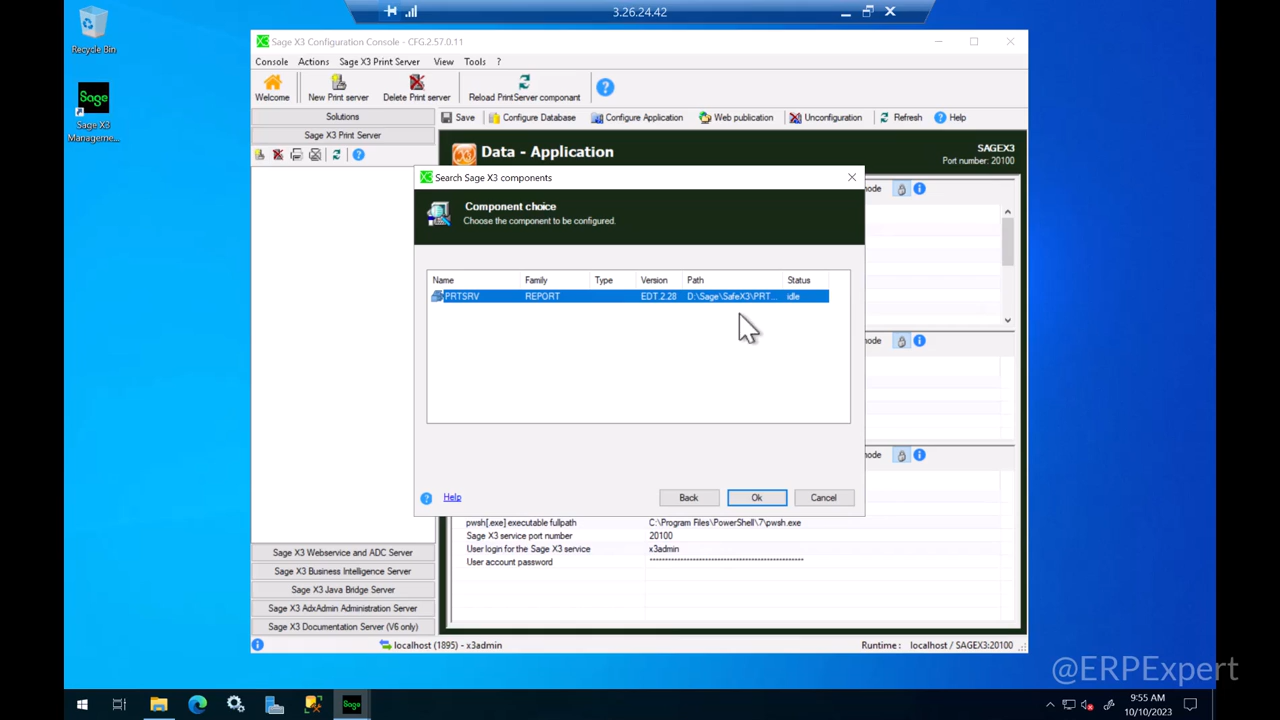 3.26.24.42
Recycle Bin
Sage
Sage X3
Manageme...
Sage X3 Configuration Console - CFG.2.57.0.11
Console Actions Sage X3 Print Server View Tools ?
Welcome New Print server Delete Print server Reload PrintServer component
Solutions
Sage X3 Print Server
Save Configure Database Configure Application Web publication Unconfiguration Refresh Help
Data - Application
SAGEX3
Port number: 20100
Search Sage X3 components
Component choice
Choose the component to be configured.
Name Family Type Version Path Status
PRTSRV REPORT EDT.2.28 D:\Sage\SafeX3\PRT... idle
Help
Back Ok Cancel
ode
ode
ode
pwsh[.exe] executable fullpath C:\Program Files\PowerShell\7\pwsh.exe
Sage X3 service port number 20100
User login for the Sage X3 service x3admin
User account password
Sage X3 Webservice and ADC Server
Sage X3 Business Intelligence Server
Sage X3 Java Bridge Server
Sage X3 AdxAdmin Administration Server
Sage X3 Documentation Server (V6 only)
localhost (1895) - x3admin
Runtime : localhost / SAGEX3:20100
@ERPExpert
Sage
9:55 AM
10/10/2023